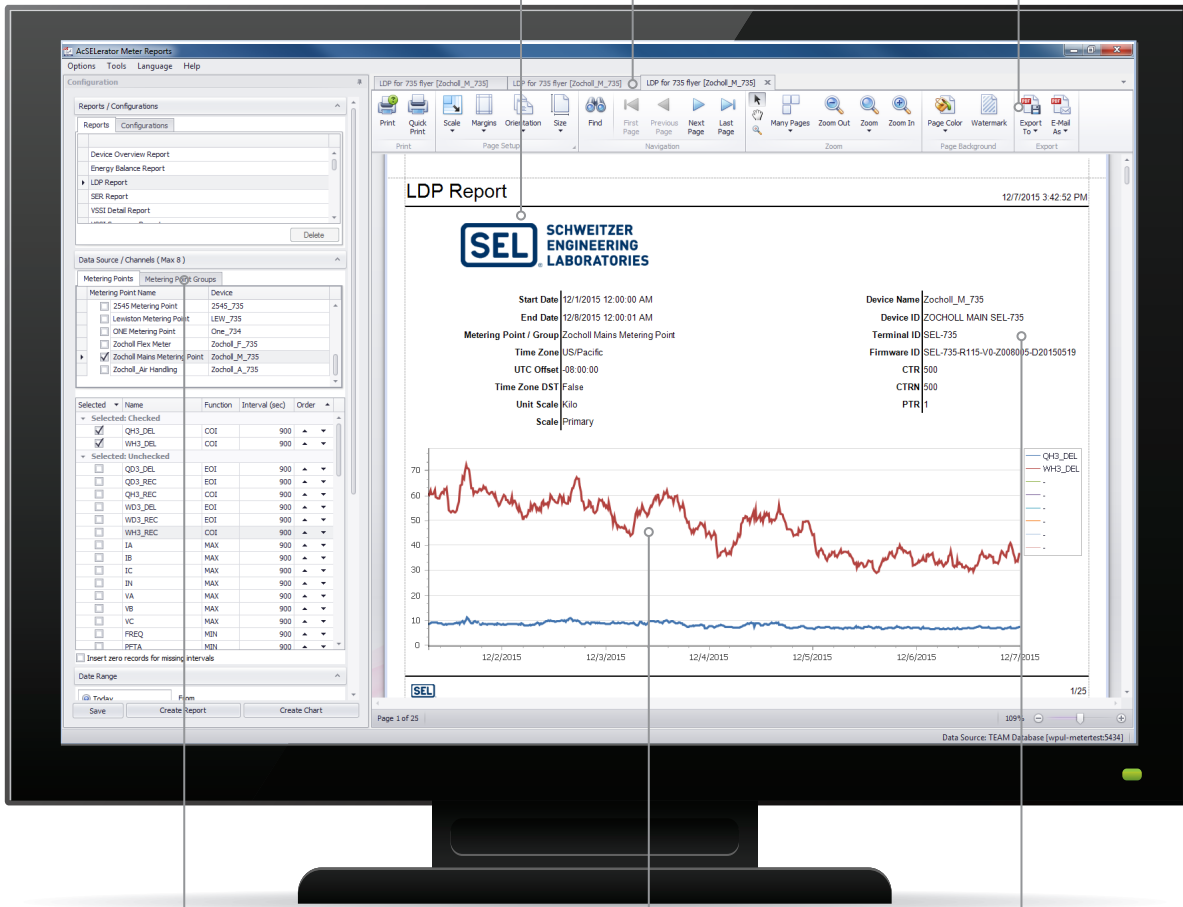 AcSELerator Meter Reports
Options Tools Language Help
Configuration
Reports / Configurations
Reports Configurations
Device Overview Report
Energy Balance Report
LDP Report
SER Report
VSSI Detail Report
Delete
Data Source / Channels ( Max 8 )
Metering Points Metering Point Groups
Metering Point Name Device
2545 Metering Point 2545_735
Lewiston Metering Point LEW_735
ONE Metering Point One_734
Zocholl Flex Meter Zocholl_F_735
Zocholl Mains Metering Point Zocholl_M_735
Zocholl_Air Handling Zocholl_A_735
Selected Name Function Interval (sec) Order
Selected: Checked
QH3_DEL COI 900
WH3_DEL COI 900
Selected: Unchecked
QD3_DEL EOI 900
QD3_REC EOI 900
QH3_REC COI 900
WD3_DEL EOI 900
WD3_REC EOI 900
WH3_REC COI 900
IA MAX 900
IB MAX 900
IC MAX 900
IN MAX 900
VA MAX 900
VB MAX 900
VC MAX 900
FREQ MIN 900
PFTA MIN 900
Insert zero records for missing intervals
Date Range
Today From
Save Create Report Create Chart
LDP for 735 flyer [Zocholl_M_735] LDP for 735 flyer [Zocholl_M_735] LDP for 735 flyer [Zocholl_M_735]
Print Quick Print Scale Margins Orientation Size Find First Page Previous Page Next Page Last Page Many Pages Zoom Out Zoom Zoom In Page Color Watermark Export To E-Mail As
Print Page Setup Navigation Zoom Page Background Export
LDP Report
12/7/2015 3:42:52 PM
SEL SCHWEITZER
ENGINEERING
LABORATORIES
Start Date 12/1/2015 12:00:00 AM
End Date 12/8/2015 12:00:01 AM
Metering Point / Group Zocholl Mains Metering Point
Time Zone US/Pacific
UTC Offset -08:00:00
Time Zone DST False
Unit Scale Kilo
Scale Primary
Device Name Zocholl_M_735
Device ID ZOCHOLL MAIN SEL-735
Terminal ID SEL-735
Firmware ID SEL-735-R115-V0-Z008005-D20150519
CTR 500
CTRN 500
PTR 1
70
60
50
40
30
20
10
0
12/2/2015 12/3/2015 12/4/2015 12/5/2015 12/6/2015 12/7/2015
QH3_DEL
WH3_DEL
-
-
-
-
-
-
SEL
1/25
Page 1 of 25
109%
Data Source: TEAM Database [wpul-metertest:5434]